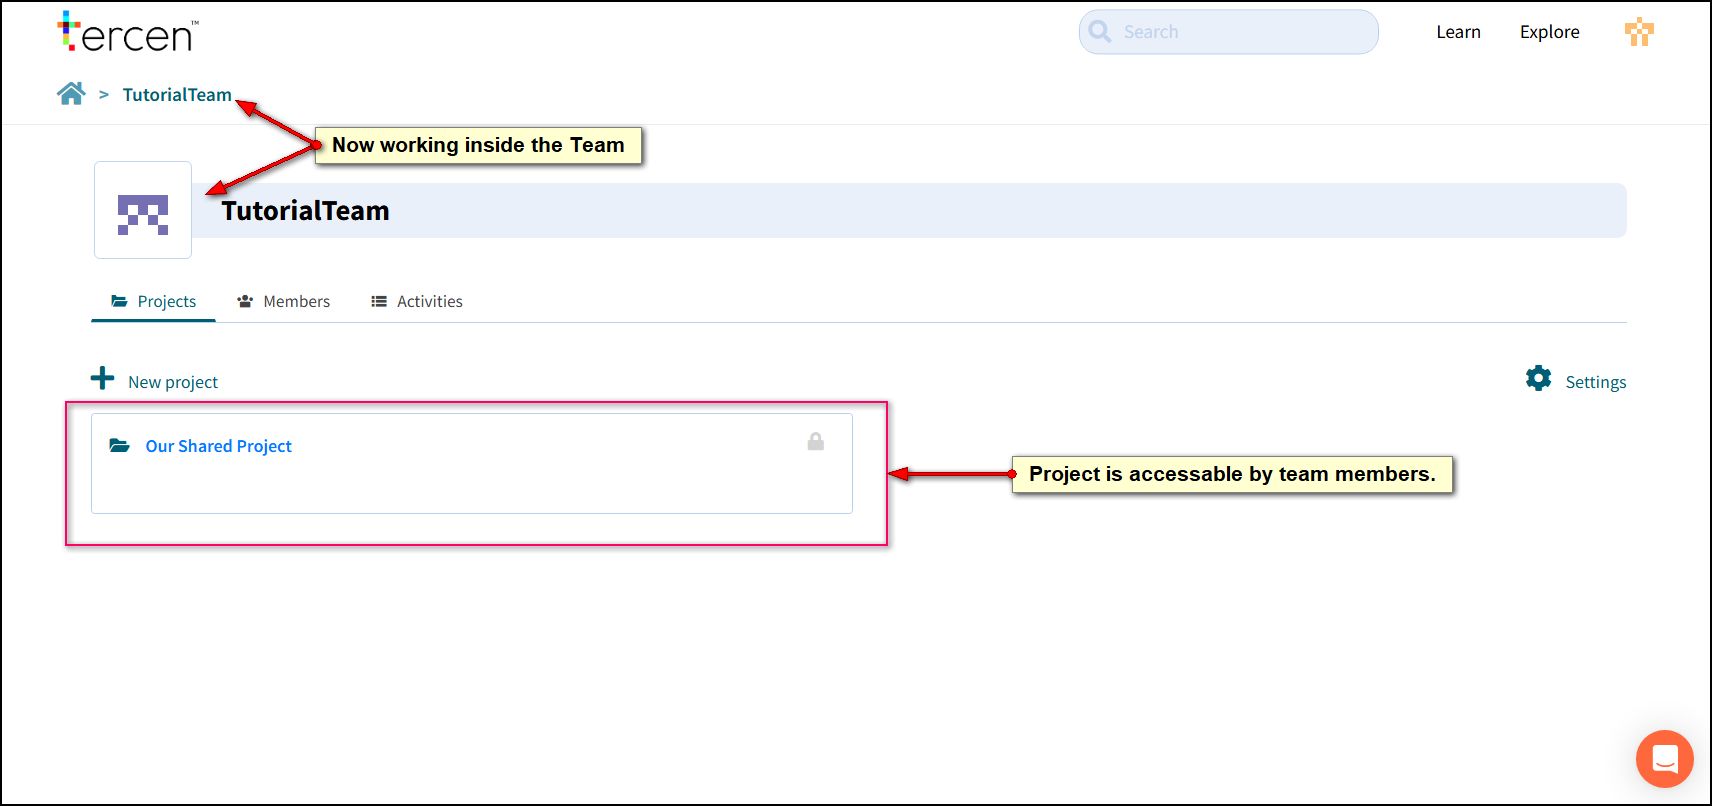 tercen™
Search
Learn
Explore
> TutorialTeam
Now working inside the Team
TutorialTeam
Projects
Members
Activities
New project
Settings
Our Shared Project
Project is accessable by team members.